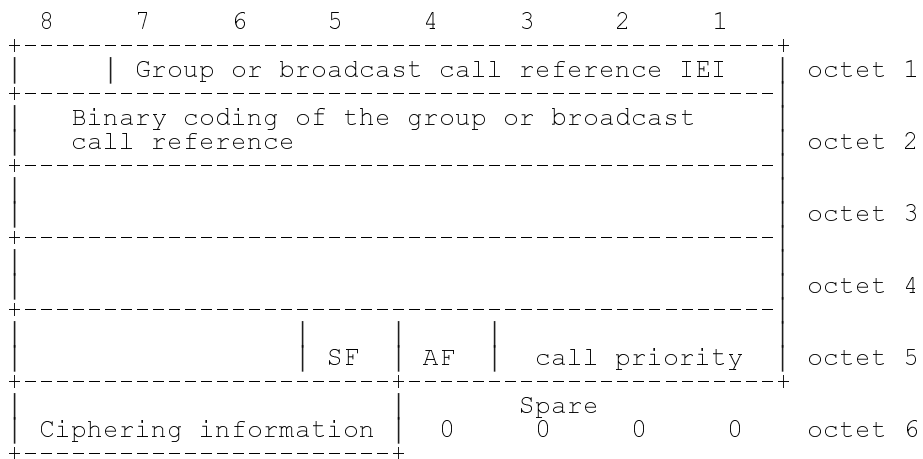 8 7 6 5 4 3 2 1
Group or broadcast call reference IEI octet 1
Binary coding of the group or broadcast
call reference octet 2
octet 3
octet 4
SF AF call priority octet 5
Spare
Ciphering information 0 0 0 0 octet 6